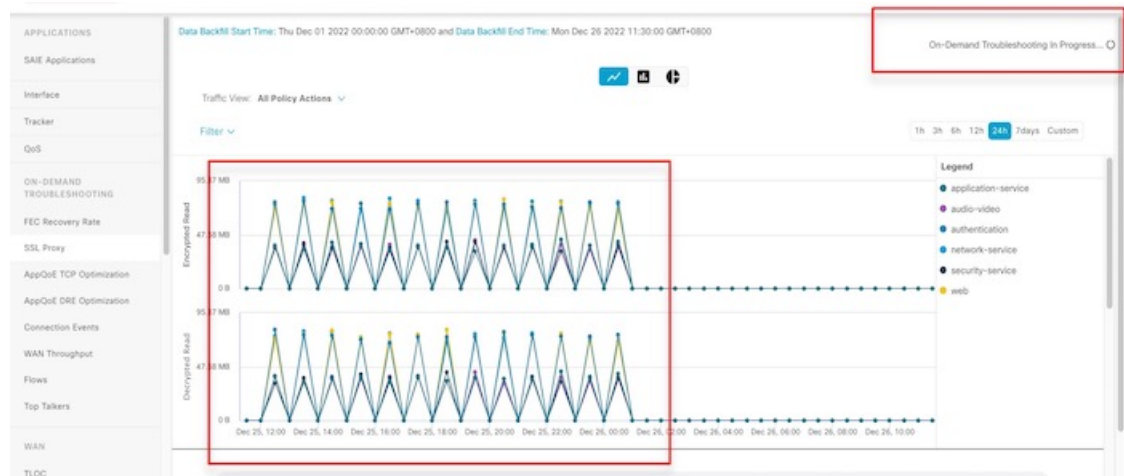 APPLICATIONS
SAIE Applications
Interface
Tracker
QoS
ON-DEMAND
TROUBLESHOOTING
FEC Recovery Rate
SSL Proxy
AppQoE TCP Optimization
AppQoE DRE Optimization
Connection Events
WAN Throughput
Flows
Top Talkers
WAN
TLOC
Data Backfill Start Time: Thu Dec 01 2022 00:00:00 GMT+0800 and Data Backfill End Time: Mon Dec 26 2022 11:30:00 GMT+0800
On-Demand Troubleshooting In Progress...
Traffic View: All Policy Actions
Filter
1h 3h 6h 12h 24h 7days Custom
Encrypted Read
0 B
Decrypted Read
0 B
Dec 25, 12:00 Dec 25, 14:00 Dec 25, 16:00 Dec 25, 18:00 Dec 25, 20:00 Dec 25, 22:00 Dec 26, 00:00 Dec 26, 02:00 Dec 26, 04:00 Dec 26, 06:00 Dec 26, 08:00 Dec 26, 10:00
Legend
application-service
audio-video
authentication
network-service
security-service
web